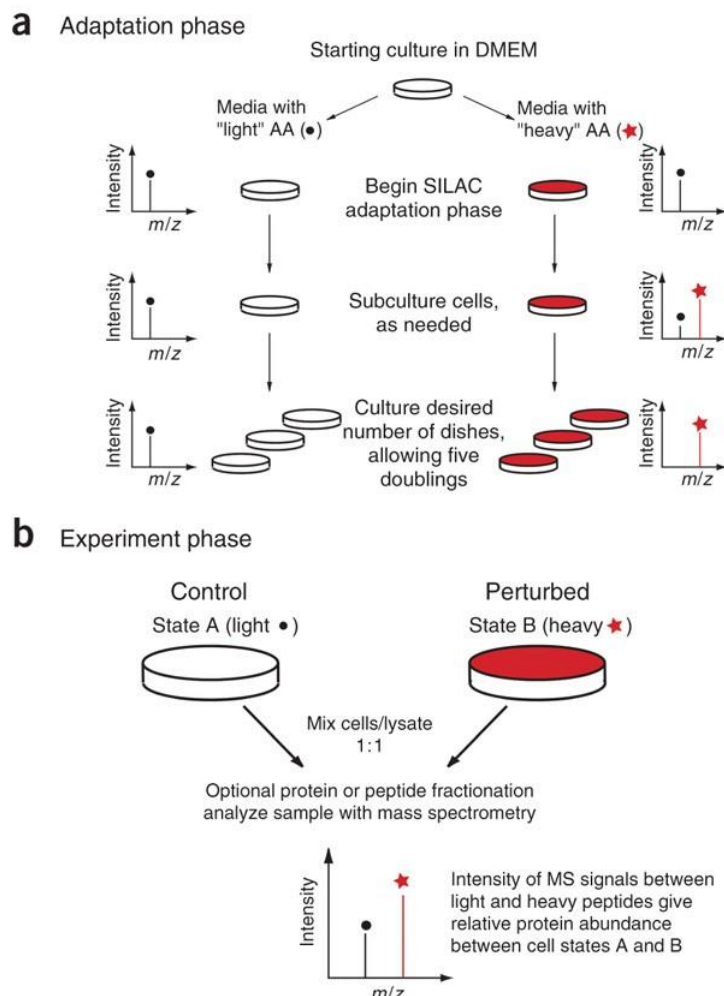 a Adaptation phase
Starting culture in DMEM
Media with
"light" AA (●)
Media with
"heavy" AA (★)
Intensity
m/z
Begin SILAC
adaptation phase
Intensity
m/z
Intensity
m/z
Subculture cells,
as needed
Intensity
m/z
Intensity
m/z
Culture desired
number of dishes,
allowing five
doublings
Intensity
m/z
b Experiment phase
Control
State A (light ●)
Perturbed
State B (heavy ★)
Mix cells/lysate
1:1
Optional protein or peptide fractionation
analyze sample with mass spectrometry
Intensity
m/z
Intensity of MS signals between
light and heavy peptides give
relative protein abundance
between cell states A and B